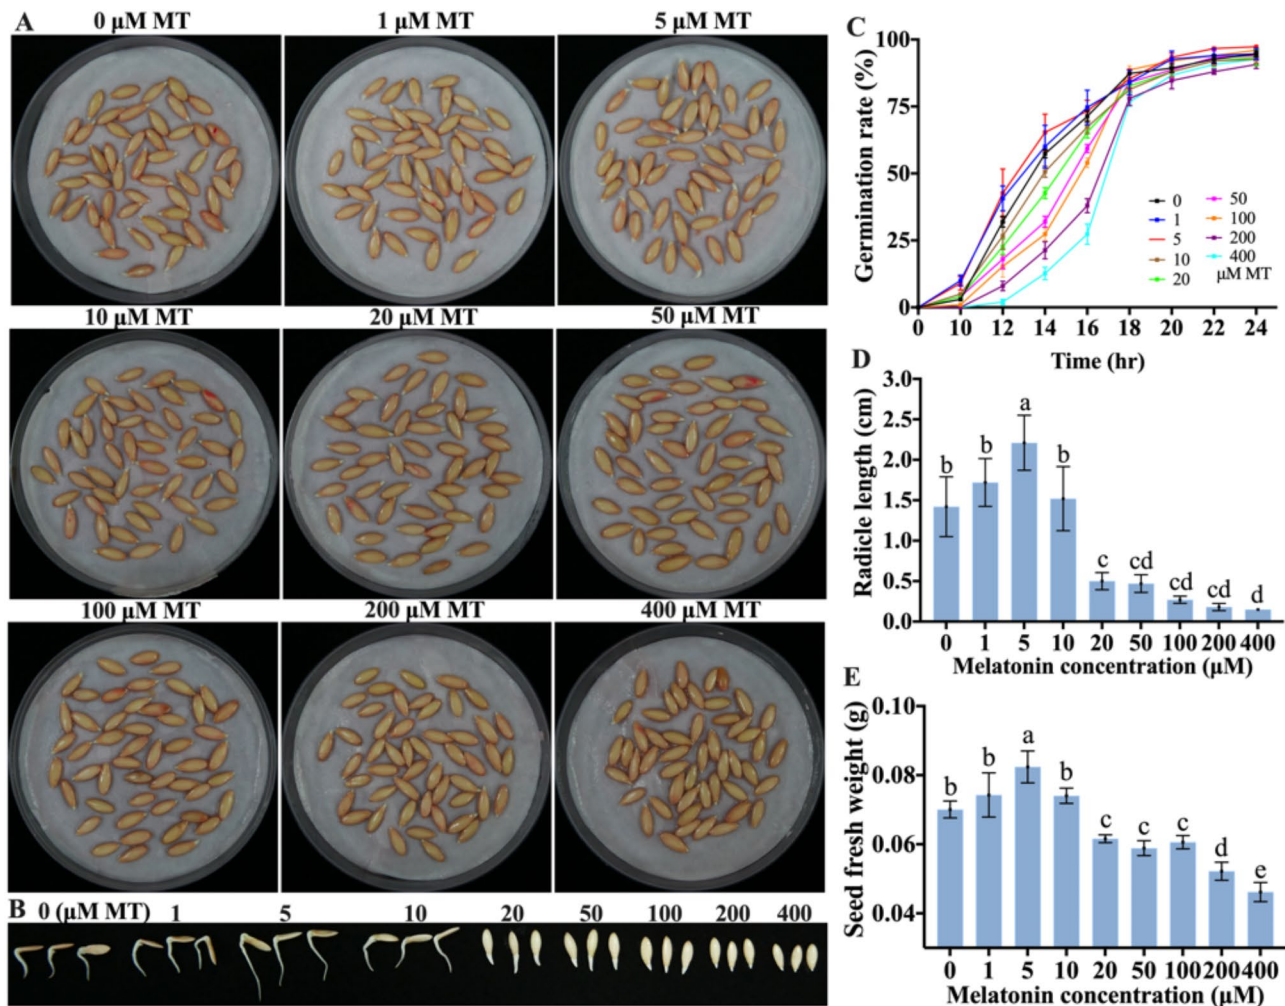 A
0 μM MT
1 μM MT
5 μM MT
10 μM MT
20 μM MT
50 μM MT
100 μM MT
200 μM MT
400 μM MT
B
0 (μM MT) 1 5 10 20 50 100 200 400
C
Germination rate (%)
100
75
50
25
0
0 10 12 14 16 18 20 22 24
Time (hr)
0
1
5
10
20
50
100
200
400
μM MT
D
Radicle length (cm)
3.0
2.5
2.0
1.5
1.0
0.5
0.0
b b a b c cd cd cd d
0 1 5 10 20 50 100 200 400
Melatonin concentration (μM)
E
Seed fresh weight (g)
0.10
0.08
0.06
0.04
b b a b c c c d e
0 1 5 10 20 50 100 200 400
Melatonin concentration (μM)